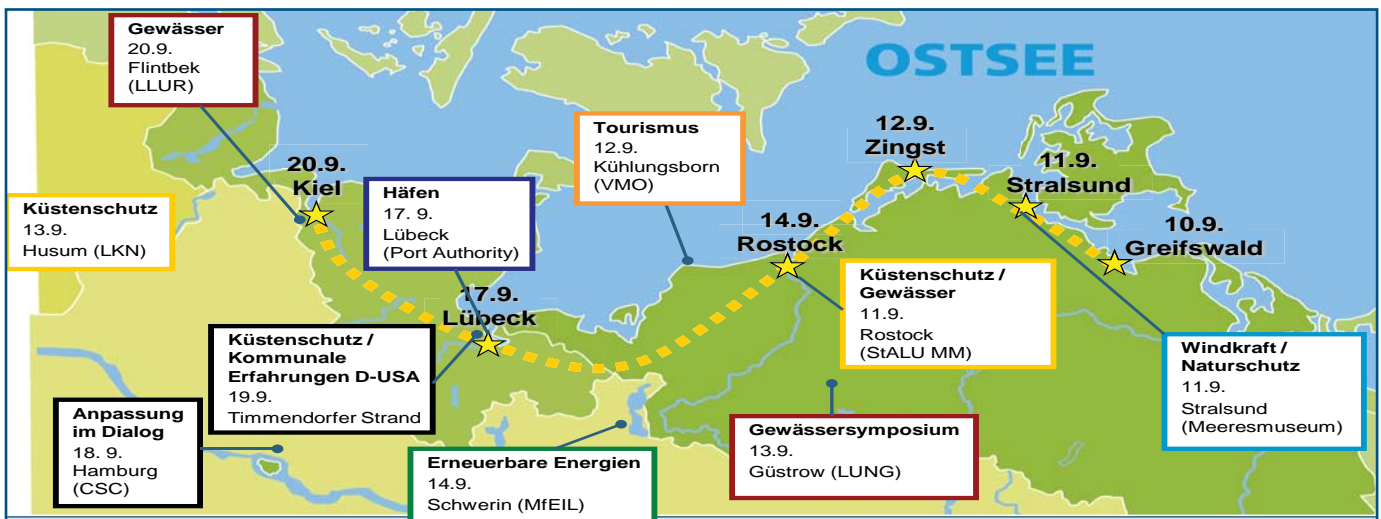 Gewässer
20.9.
Flintbek
(LLUR)
OSTSEE
Tourismus
12.9.
Kühlungsborn
(VMO)
12.9.
Zingst
11.9.
Stralsund
20.9.
Kiel
Häfen
17. 9.
Lübeck
(Port Authority)
Küstenschutz
13.9.
Husum (LKN)
14.9.
Rostock
10.9.
Greifswald
Küstenschutz /
Gewässer
11.9.
Rostock
(StALU MM)
17.9.
Lübeck
Küstenschutz /
Kommunale
Erfahrungen D-USA
19.9.
Timmendorfer Strand
Windkraft /
Naturschutz
11.9.
Stralsund
(Meeresmuseum)
Anpassung
im Dialog
18. 9.
Hamburg
(CSC)
Erneuerbare Energien
14.9.
Schwerin (MfEIL)
Gewässersymposium
13.9.
Güstrow (LUNG)